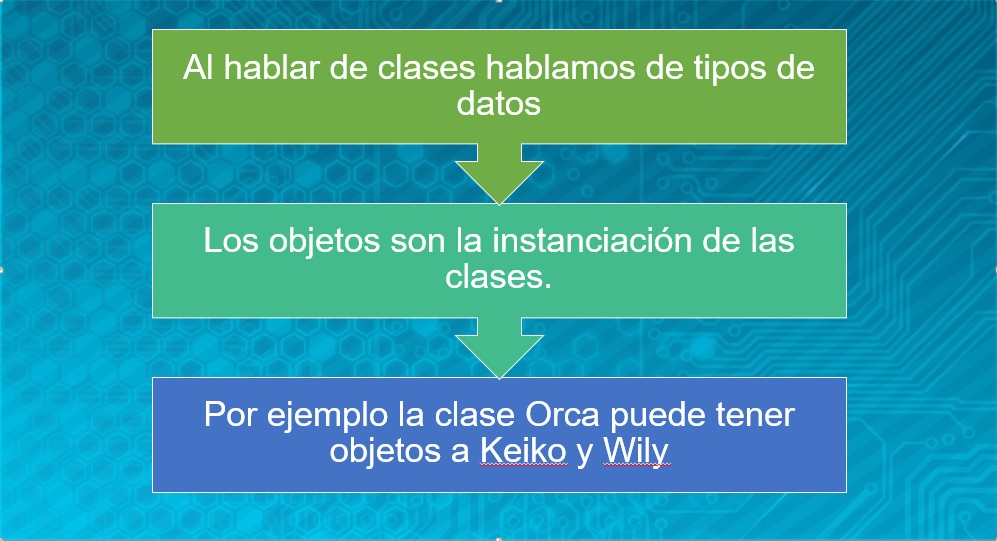 Al hablar de clases hablamos de tipos de
datos
Los objetos son la instanciación de las
clases.
Por ejemplo la clase Orca puede tener
objetos a Keiko y Wily